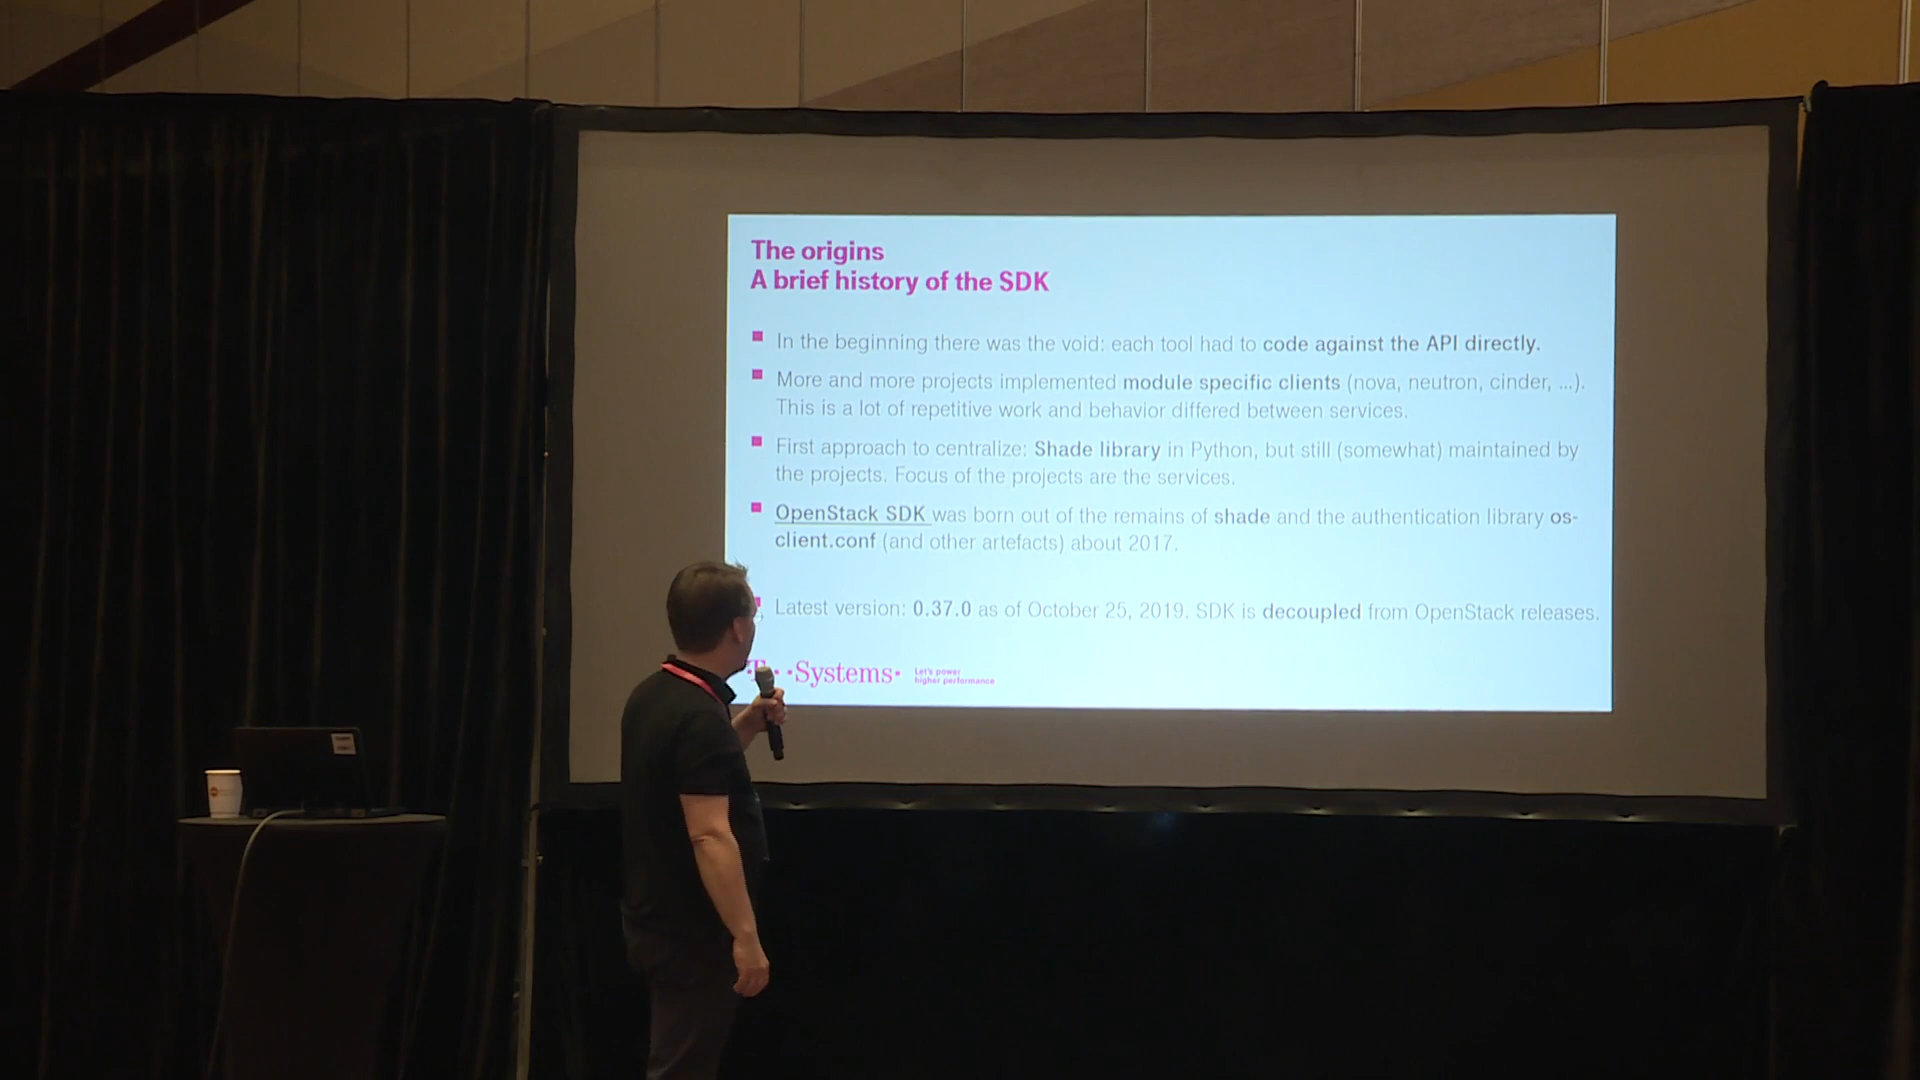 The origins
A brief history of the SDK
In the beginning there was the void: each tool had to code against the API directly.
More and more projects implemented module specific clients (nova, neutron, cinder, ...).
This is a lot of repetitive work and behavior differed between services.
First approach to centralize: Shade library in Python, but still (somewhat) maintained by
the projects. Focus of the projects are the services.
OpenStack SDK was born out of the remains of shade and the authentication library os-
client.conf (and other artefacts) about 2017.
Latest version: 0.37.0 as of October 25, 2019. SDK is decoupled from OpenStack releases.
T··Systems·
Let's power
higher performance